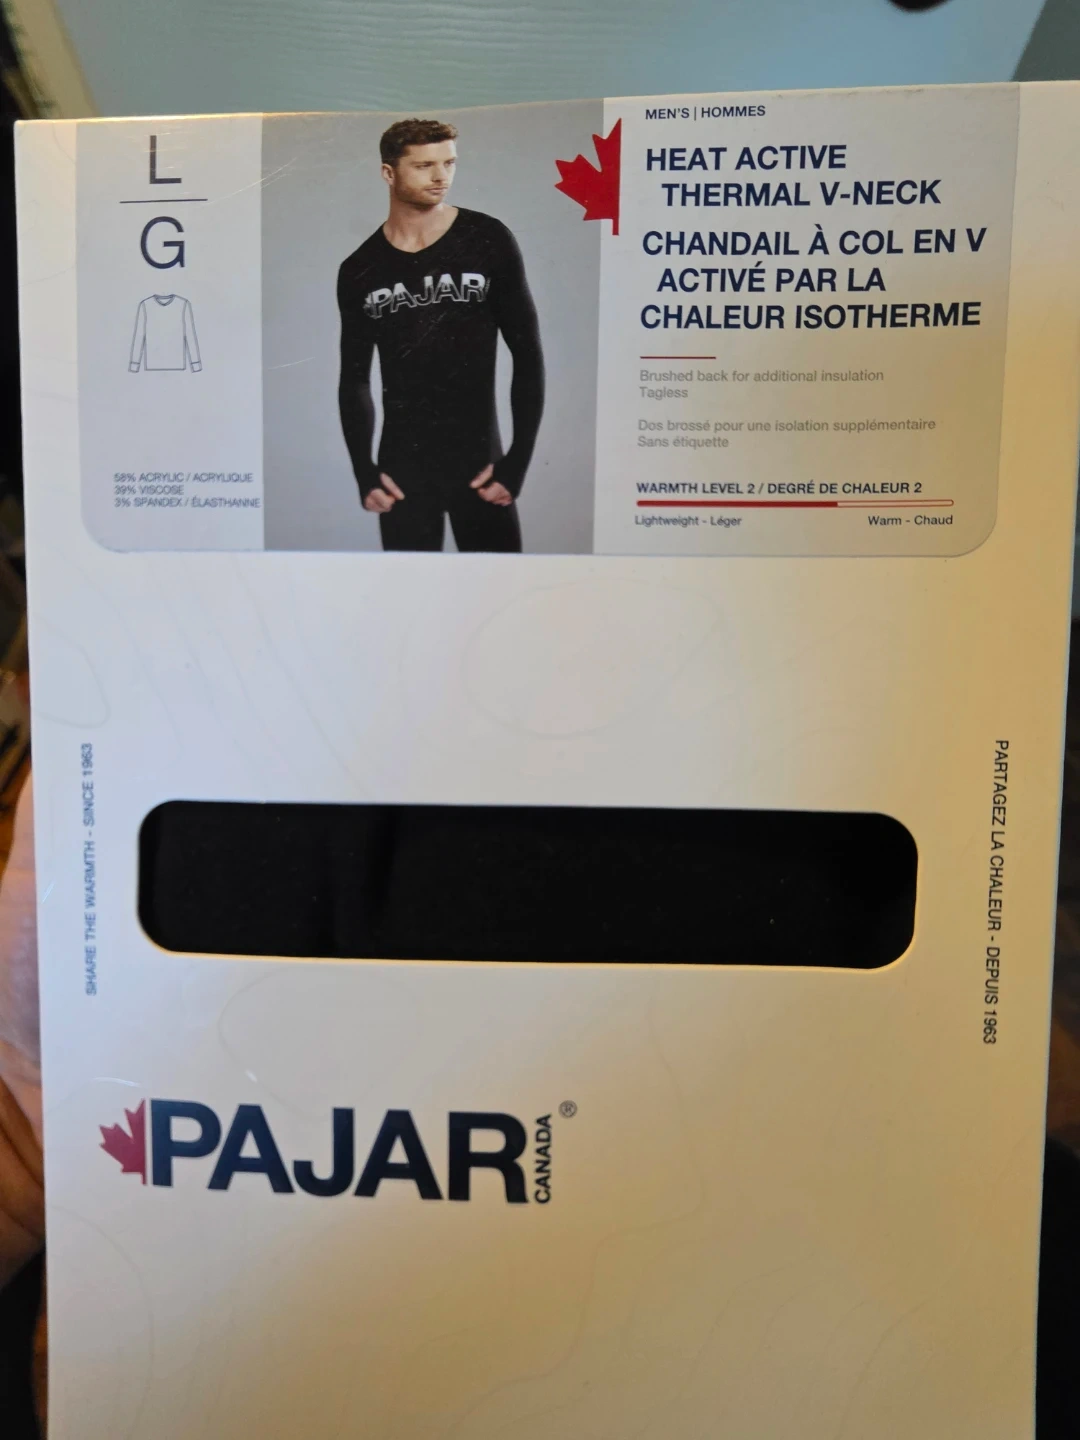 L
G
58% ACRYLIC / ACRYLIQUE
39% VISCOSE
3% SPANDEX / ÉLASTHANNE
PAJAR
MEN'S | HOMMES
HEAT ACTIVE
THERMAL V-NECK
CHANDAIL À COL EN V
ACTIVÉ PAR LA
CHALEUR ISOTHERME
Brushed back for additional insulation
Tagless
Dos brossé pour une isolation supplémentaire
Sans étiquette
WARMTH LEVEL 2 / DEGRÉ DE CHALEUR 2
Lightweight - Léger Warm - Chaud
SHARE THE WARMTH - SINCE 1963
PARTAGEZ LA CHALEUR - DEPUIS 1963
PAJAR CANADA ®